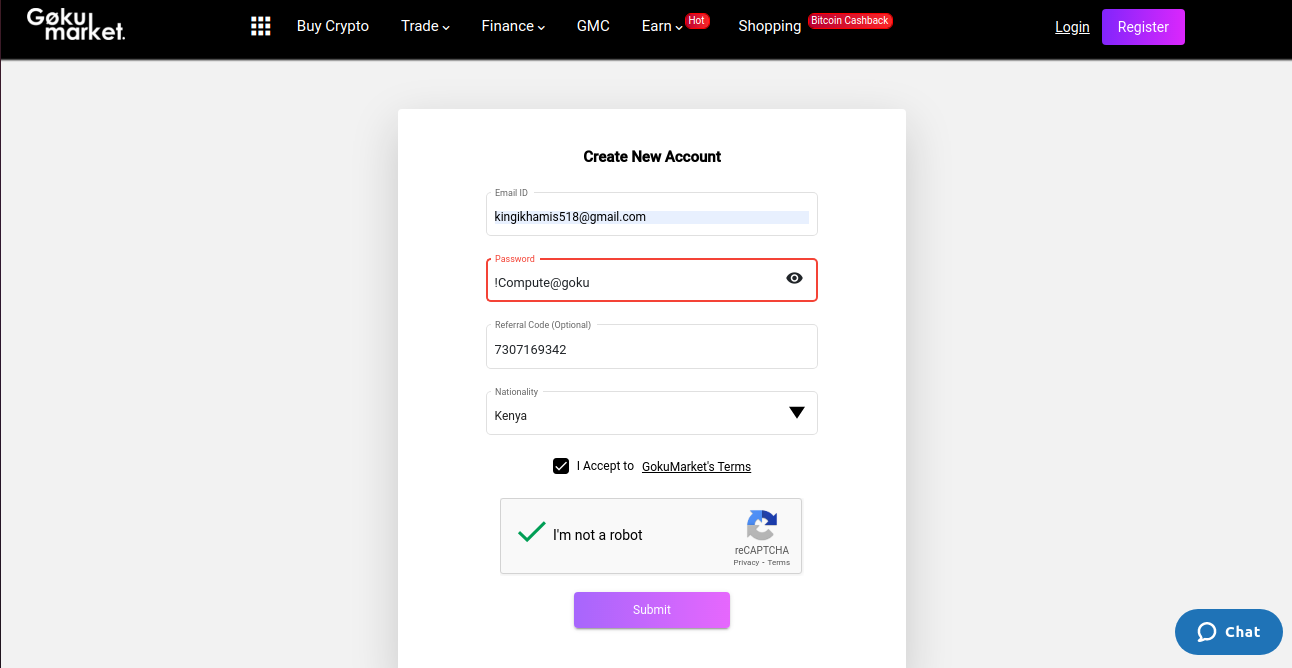 Gøku
market.
Buy Crypto Trade Finance GMC Earn Hot Shopping Bitcoin Cashback Login Register
Create New Account
Email ID
kingikhamis518@gmail.com
Password
!Compute@goku
Referral Code (Optional)
7307169342
Nationality
Kenya
I Accept to GokuMarket's Terms
I'm not a robot
reCAPTCHA
Privacy - Terms
Submit
Chat